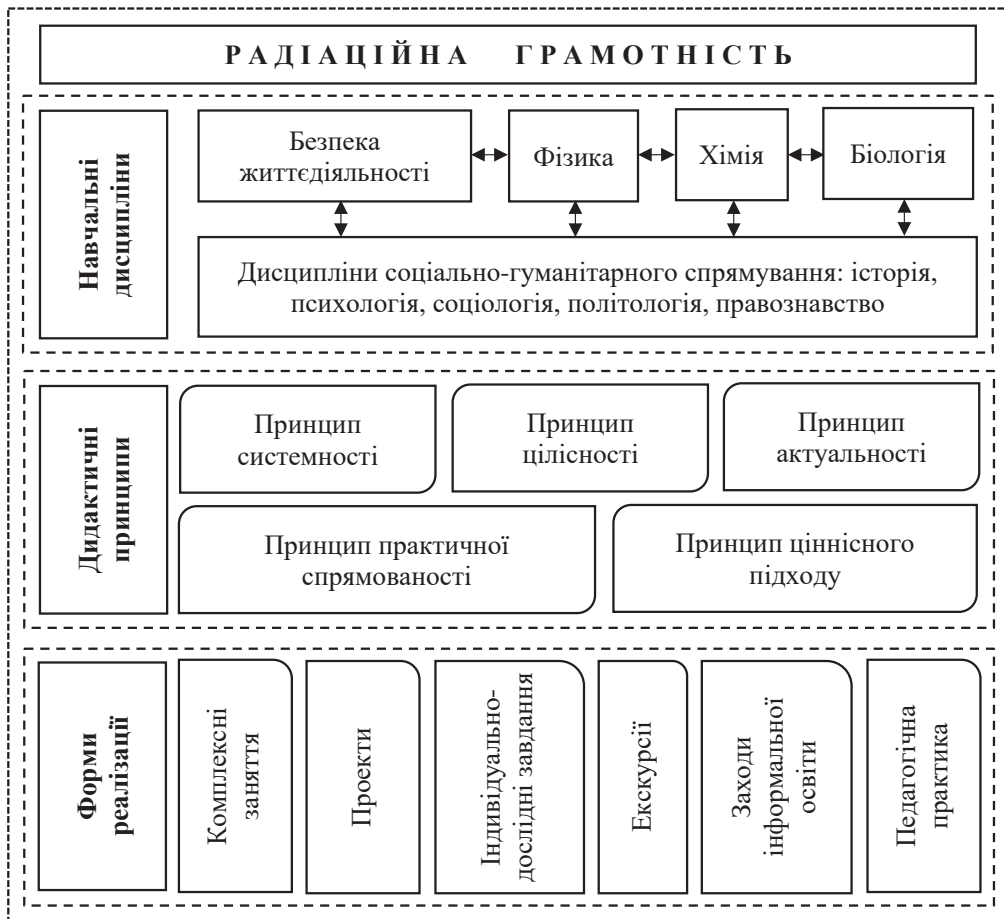 РАДІАЦІЙНА ГРАМОТНІСТЬ
Навчальні
дисципліни
Безпека
життєдіяльності
Фізика
Хімія
Біологія
Дисципліни соціально-гуманітарного спрямування: історія,
психологія, соціологія, політологія, правознавство
Дидактичні
принципи
Принцип
системності
Принцип
цілісності
Принцип
актуальності
Принцип практичної
спрямованості
Принцип ціннісного
підходу
Форми
реалізації
Комплексні
заняття
Проекти
Індивідуально-
дослідні завдання
Екскурсії
Заходи
інформальної
освіти
Педагогічна
практика